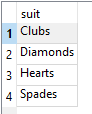 suit
1 Clubs
2 Diamonds
3 Hearts
4 Spades